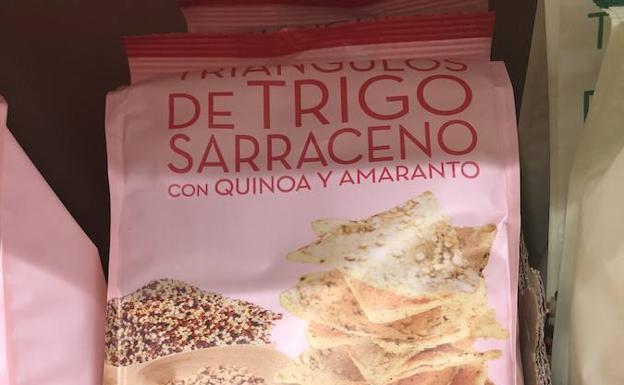 TRIÁNGULOS
DE TRIGO
SARRACENO
CON QUINOA Y AMARANTO